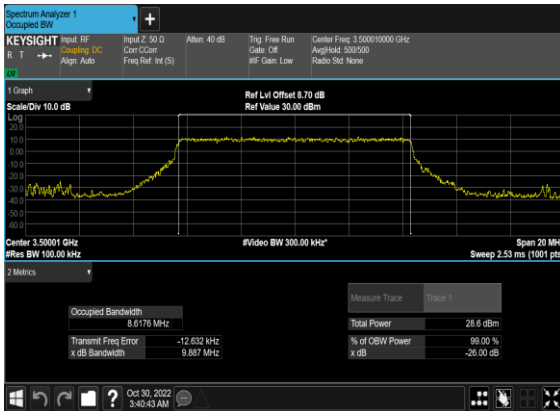 Spectrum Analyzer 1
Occupied BW
KEYSIGHT
R T
LM
Input: RF
Coupling: DC
Align: Auto
Input Z: 50 Ω
Corr CCorr
Freq Ref: Int (S)
Atten: 40 dB
Trig: Free Run
Gate: Off
#IF Gain: Low
Center Freq: 3.500010000 GHz
Avg|Hold: 500/500
Radio Std: None
1 Graph
Scale/Div 10.0 dB
Ref Lvl Offset 8.70 dB
Ref Value 30.00 dBm
Log
20.0
10.0
0.00
-10.0
-20.0
-30.0
-40.0
-50.0
-60.0
Center 3.50001 GHz
#Res BW 100.00 kHz
#Video BW 300.00 kHz*
Span 20 MH
Sweep 2.53 ms (1001 pts
2 Metrics
Measure Trace Trace 1
Occupied Bandwidth
8.6176 MHz
Total Power 28.6 dBm
Transmit Freq Error -12.632 kHz
% of OBW Power 99.00 %
x dB Bandwidth 9.887 MHz
x dB -26.00 dB
Oct 30, 2022
3:40:43 AM